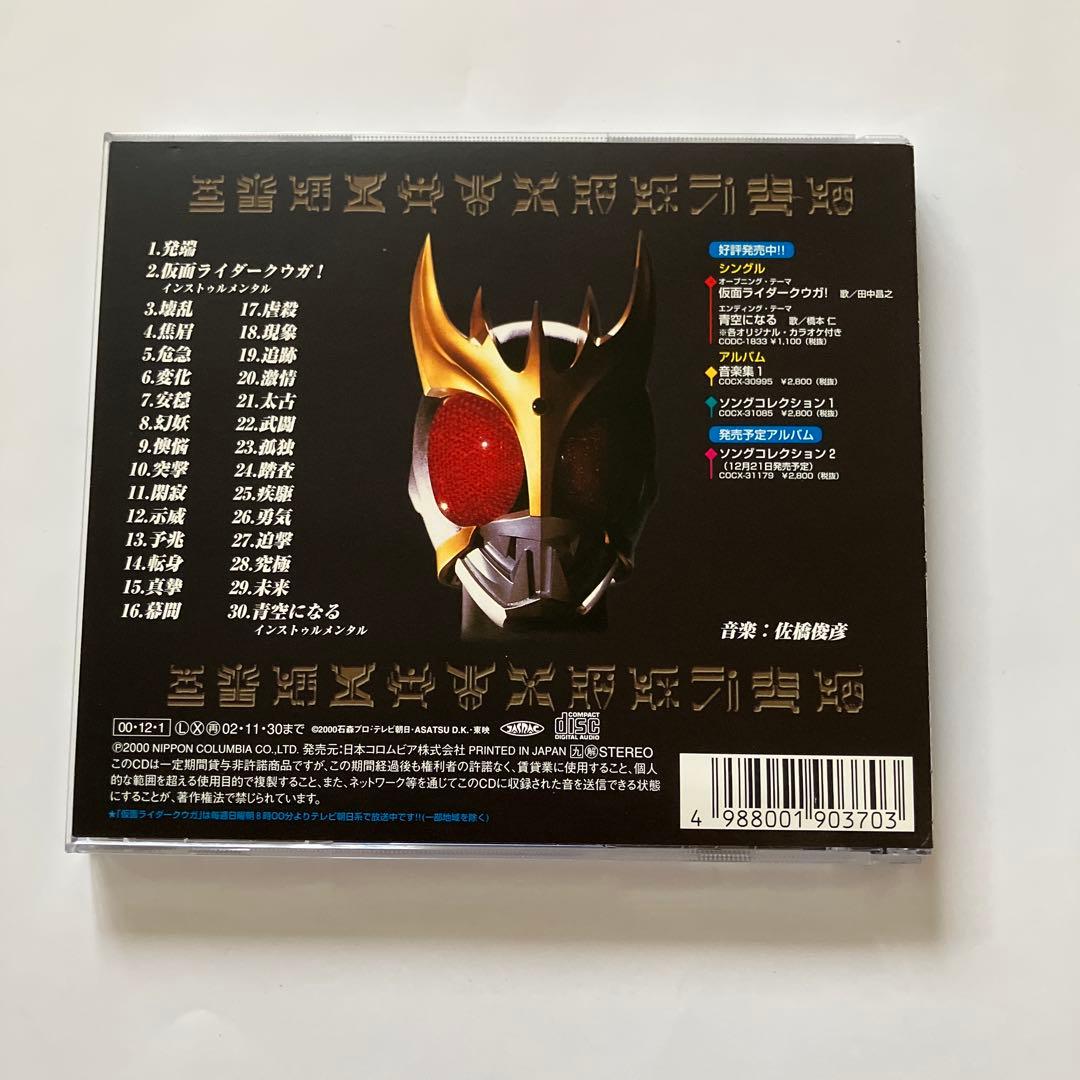 1.発端
2.仮面ライダークウガ!
インストゥルメンタル
3.壊乱
4.焦眉
5.危急
6.変化
7.安穏
8.幻妖
9.懊悩
10.突撃
11.閑寂
12.示威
13.予兆
14.転身
15.真摯
16.幕間
17.虐殺
18.現象
19.追跡
20.激情
21.太古
22.武闘
23.孤独
24.踏査
25.疾駆
26.勇気
27.迫撃
28.究極
29.未来
30.青空になる
インストゥルメンタル
好評発売中!!
シングル
オープニング・テーマ
仮面ライダークウガ! 歌/田中昌之
エンディング・テーマ
青空になる 歌/橋本 仁
※各オリジナル・カラオケ付き
CODC-1833 ¥1,100(税抜)
アルバム
音楽集1
COCX-30995 ¥2,800(税抜)
ソングコレクション1
COCX-31085 ¥2,800(税抜)
発売予定アルバム
ソングコレクション2
(12月21日発売予定)
COCX-31179 ¥2,800(税抜)
音楽:佐橋俊彦
00・12・1 Ⓛ Ⓧ 再 02・11・30まで ©2000石森プロ・テレビ朝日・ASATSU D.K.・東映 JASRAC COMPACT disc DIGITAL AUDIO
℗2000 NIPPON COLUMBIA CO.,LTD. 発売元:日本コロムビア株式会社 PRINTED IN JAPAN 九 解 STEREO
このCDは一定期間貸与非許諾商品ですが、この期間経過後も権利者の許諾なく、賃貸業に使用すること、個人
的な範囲を超える使用目的で複製すること、また、ネットワーク等を通じてこのCDに収録された音を送信できる状態
にすることが、著作権法で禁じられています。
★「仮面ライダークウガ」は毎週日曜朝8時00分よりテレビ朝日系で放送中です!!(一部地域を除く)
4 988001 903703